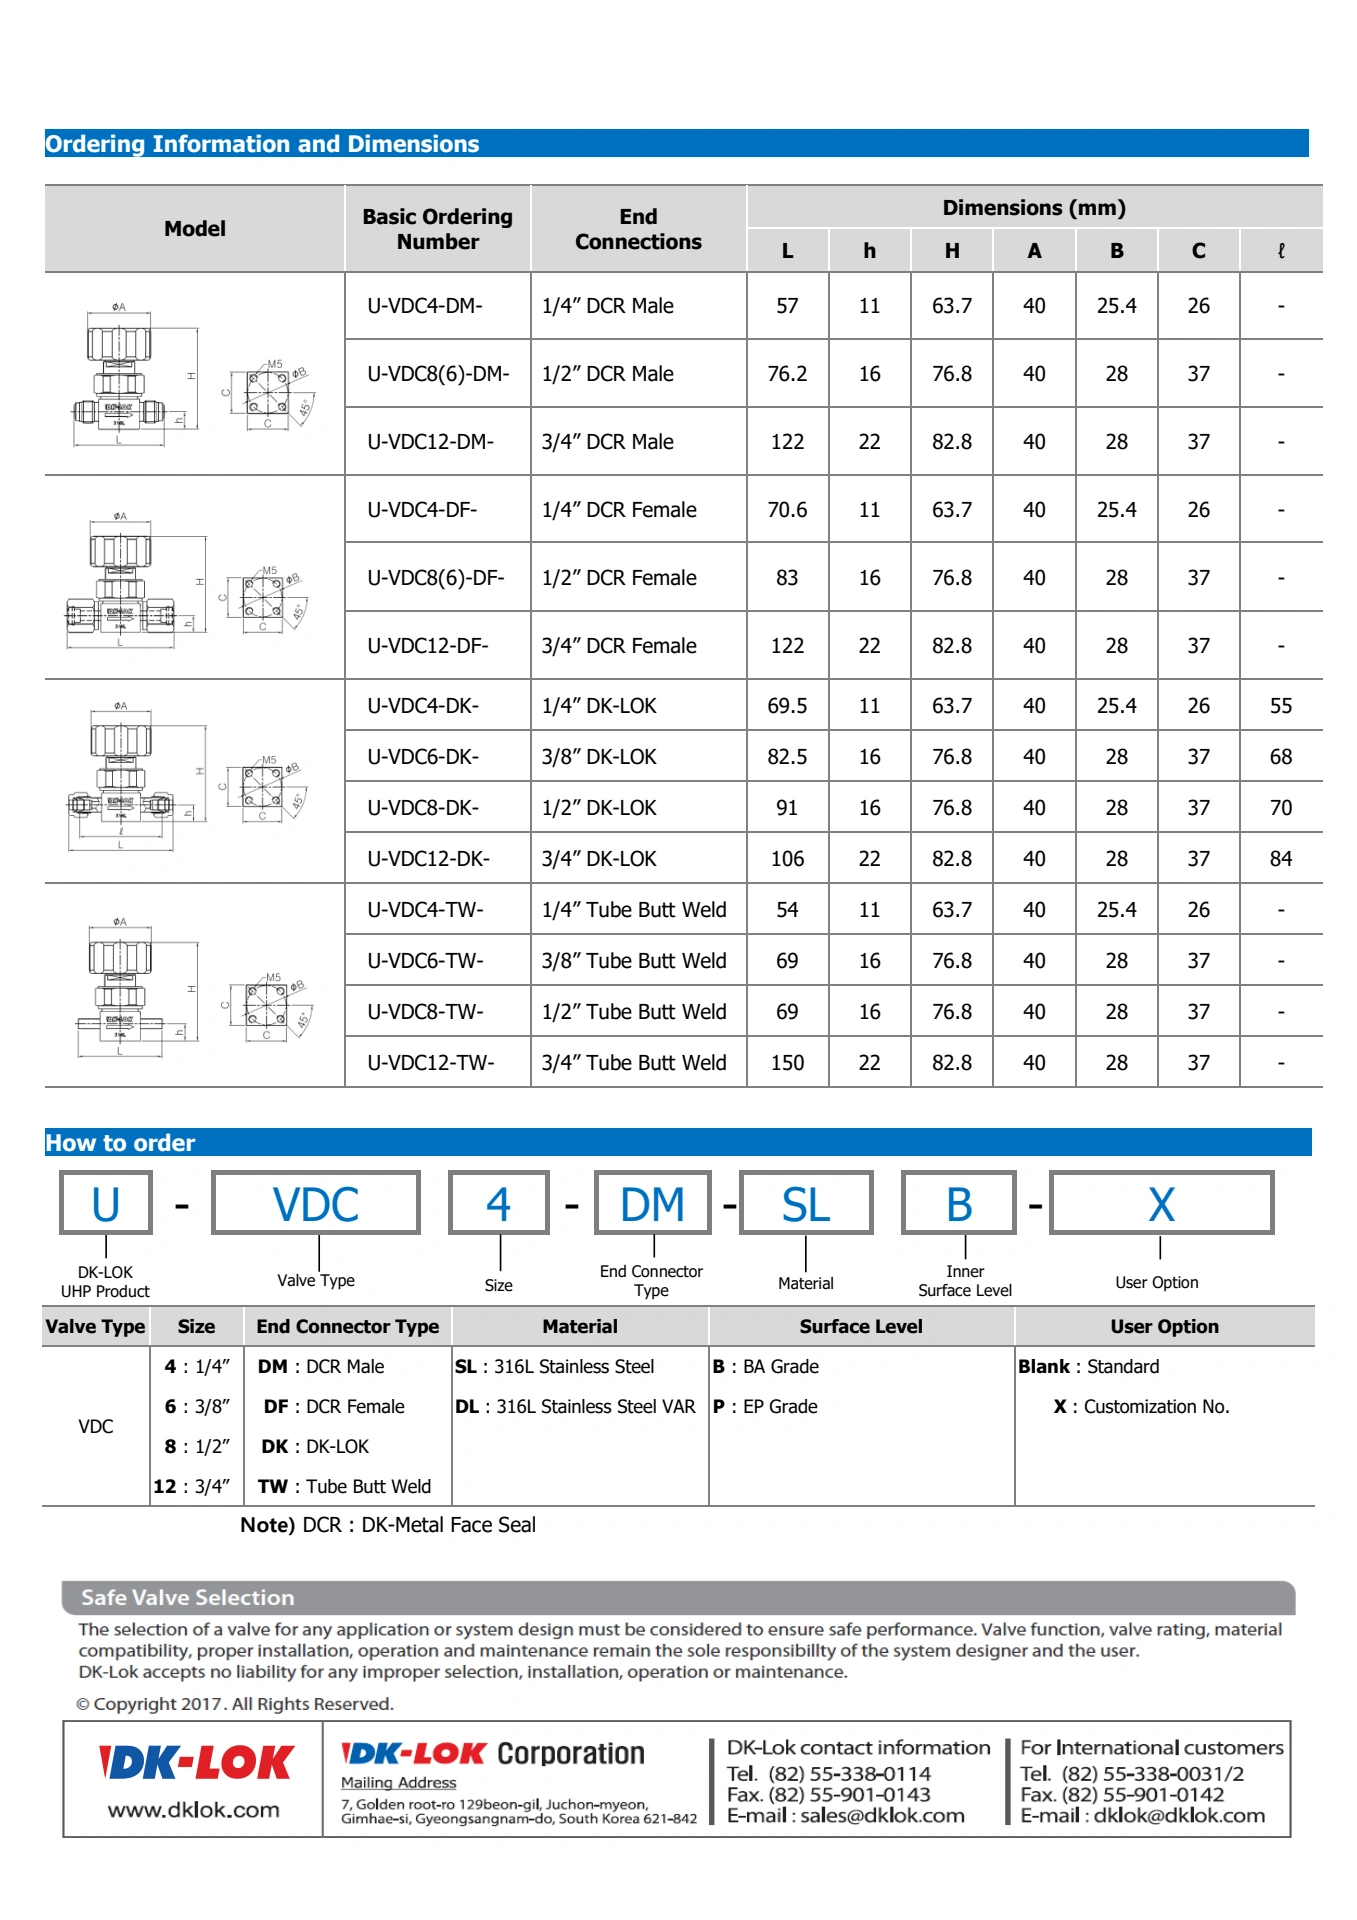 Ordering Information and Dimensions
Model | Basic Ordering Number | End Connections | Dimensions (mm)
L | h | H | A | B | C | ℓ
U-VDC4-DM- | 1/4” DCR Male | 57 | 11 | 63.7 | 40 | 25.4 | 26 | -
U-VDC8(6)-DM- | 1/2” DCR Male | 76.2 | 16 | 76.8 | 40 | 28 | 37 | -
U-VDC12-DM- | 3/4” DCR Male | 122 | 22 | 82.8 | 40 | 28 | 37 | -
ϕA H h L M5 ϕB C C 45° DK-LOK
U-VDC4-DF- | 1/4” DCR Female | 70.6 | 11 | 63.7 | 40 | 25.4 | 26 | -
U-VDC8(6)-DF- | 1/2” DCR Female | 83 | 16 | 76.8 | 40 | 28 | 37 | -
U-VDC12-DF- | 3/4” DCR Female | 122 | 22 | 82.8 | 40 | 28 | 37 | -
ϕA H h L M5 ϕB C C 45° DK-LOK
U-VDC4-DK- | 1/4” DK-LOK | 69.5 | 11 | 63.7 | 40 | 25.4 | 26 | 55
U-VDC6-DK- | 3/8” DK-LOK | 82.5 | 16 | 76.8 | 40 | 28 | 37 | 68
U-VDC8-DK- | 1/2” DK-LOK | 91 | 16 | 76.8 | 40 | 28 | 37 | 70
U-VDC12-DK- | 3/4” DK-LOK | 106 | 22 | 82.8 | 40 | 28 | 37 | 84
ϕA H h ℓ L M5 ϕB C C 45° DK-LOK
U-VDC4-TW- | 1/4” Tube Butt Weld | 54 | 11 | 63.7 | 40 | 25.4 | 26 | -
U-VDC6-TW- | 3/8” Tube Butt Weld | 69 | 16 | 76.8 | 40 | 28 | 37 | -
U-VDC8-TW- | 1/2” Tube Butt Weld | 69 | 16 | 76.8 | 40 | 28 | 37 | -
U-VDC12-TW- | 3/4” Tube Butt Weld | 150 | 22 | 82.8 | 40 | 28 | 37 | -
ϕA H h L M5 ϕB C C 45° DK-LOK
How to order
U - VDC 4 - DM - SL B - X
DK-LOK UHP Product | Valve Type | Size | End Connector Type | Material | Inner Surface Level | User Option
Valve Type | Size | End Connector Type | Material | Surface Level | User Option
VDC
4 : 1/4” | DM : DCR Male | SL : 316L Stainless Steel | B : BA Grade | Blank : Standard
6 : 3/8” | DF : DCR Female | DL : 316L Stainless Steel VAR | P : EP Grade | X : Customization No.
8 : 1/2” | DK : DK-LOK
12 : 3/4” | TW : Tube Butt Weld
Note) DCR : DK-Metal Face Seal
Safe Valve Selection
The selection of a valve for any application or system design must be considered to ensure safe performance. Valve function, valve rating, material
compatibility, proper installation, operation and maintenance remain the sole responsibillty of the system designer and the user.
DK-Lok accepts no liability for any improper selection, installation, operation or maintenance.
© Copyright 2017. All Rights Reserved.
DK-LOK
www.dklok.com
DK-LOK Corporation
Mailing Address
7, Golden root-ro 129beon-gil, Juchon-myeon,
Gimhae-si, Gyeongsangnam-do, South Korea 621-842
DK-Lok contact information
Tel. (82) 55-338-0114
Fax. (82) 55-901-0143
E-mail : sales@dklok.com
For International customers
Tel. (82) 55-338-0031/2
Fax. (82) 55-901-0142
E-mail : dklok@dklok.com